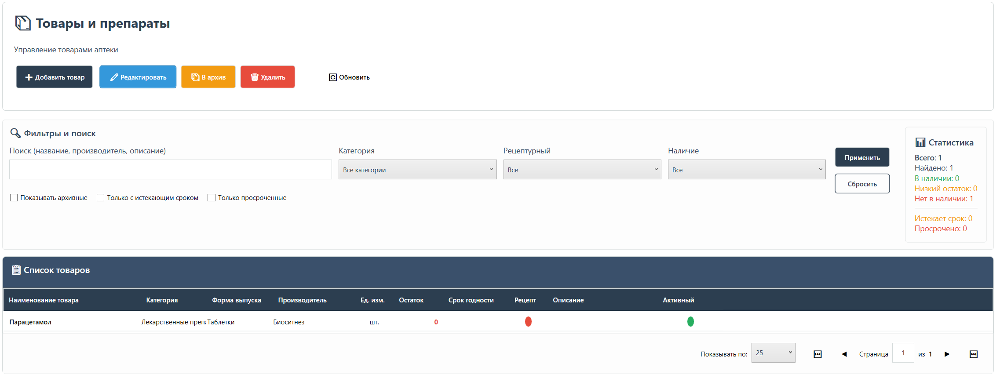 Товары и препараты
Управление товарами аптеки
Добавить товар
Редактировать
В архив
Удалить
Обновить
Фильтры и поиск
Поиск (название, производитель, описание)
Категория
Рецептурный
Наличие
Все категории
Все
Все
Применить
Сбросить
Показывать архивные
Только с истекающим сроком
Только просроченные
Статистика
Всего: 1
Найдено: 1
В наличии: 0
Низкий остаток: 0
Нет в наличии: 1
Истекает срок: 0
Просрочено: 0
Список товаров
Наименование товара Категория Форма выпуска Производитель Ед. изм. Остаток Срок годности Рецепт Описание Активный
Парацетамол Лекарственные препа Таблетки Биоситнез шт. 0
Показывать по: 25 Страница 1 из 1